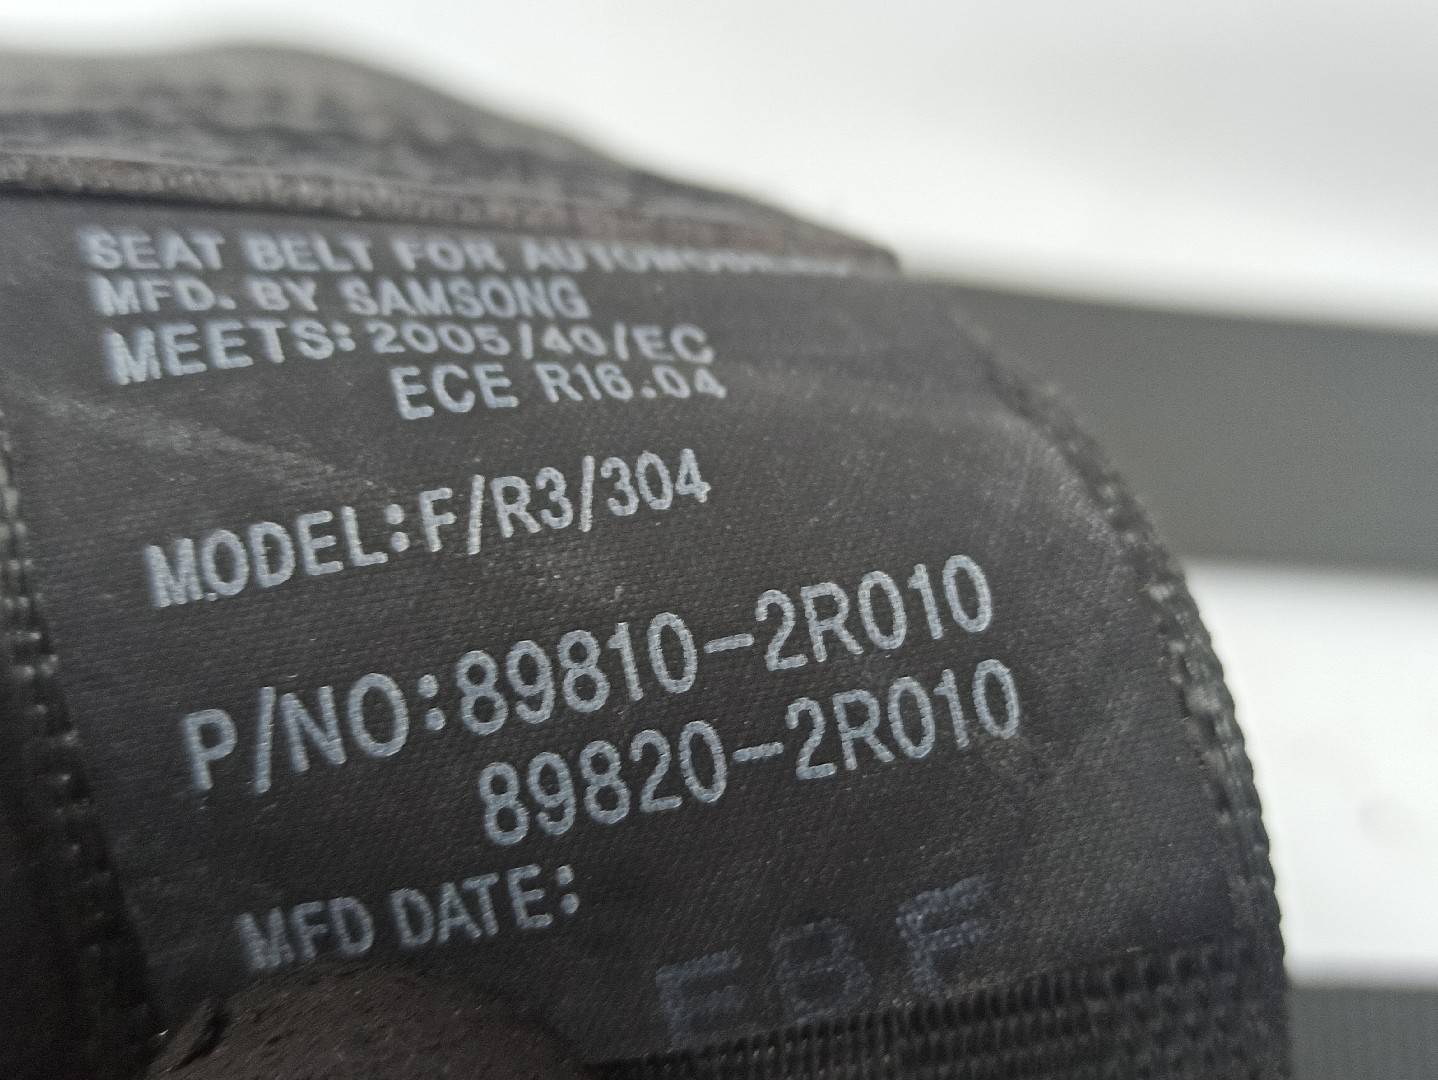 SEAT BELT FOR
MFD. BY SAMSONG
MEETS: 2005/40/EC
ECE R16.04
MODEL:F/R3/304
P/NO:89810-2R010
89820-2R010
MFD DATE: